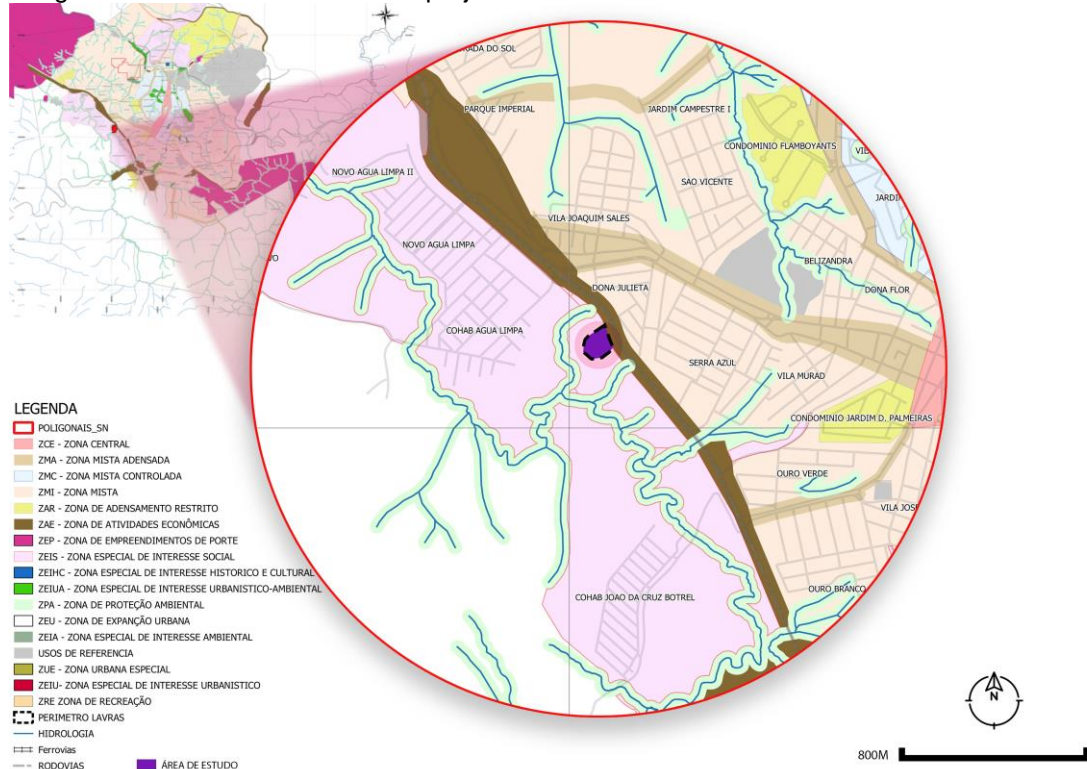 RADA DO SOL
PARQUE IMPERIAL
JARDIM CAMPESTRE I
CONDOMINIO FLAMBOYANTS
VIL
NOVO AGUA LIMPA II
SAO VICENTE
JARDI
VILA JOAQUIM SALES
NOVO AGUA LIMPA
BELIZANDRA
VO
DONA JULIETA
DONA FLOR
COHAB AGUA LIMPA
SERRA AZUL
VILA MURAD
CONDOMINIO JARDIM D. PALMEIRAS
OURO VERDE
VILA JOSE
OURO BRANCO
COHAB JOAO DA CRUZ BOTREL
LEGENDA
POLIGONAIS_SN
ZCE - ZONA CENTRAL
ZMA - ZONA MISTA ADENSADA
ZMC - ZONA MISTA CONTROLADA
ZMI - ZONA MISTA
ZAR - ZONA DE ADENSAMENTO RESTRITO
ZAE - ZONA DE ATIVIDADES ECONÔMICAS
ZEP - ZONA DE EMPREENDIMENTOS DE PORTE
ZEIS - ZONA ESPECIAL DE INTERESSE SOCIAL
ZEIHC - ZONA ESPECIAL DE INTERESSE HISTORICO E CULTURAL
ZEIUA - ZONA ESPECIAL DE INTERESSE URBANISTICO-AMBIENTAL
ZPA - ZONA DE PROTEÇÃO AMBIENTAL
ZEU - ZONA DE EXPANÇÃO URBANA
ZEIA - ZONA ESPECIAL DE INTERESSE AMBIENTAL
USOS DE REFERENCIA
ZUE - ZONA URBANA ESPECIAL
ZEIU- ZONA ESPECIAL DE INTERESSE URBANISTICO
ZRE ZONA DE RECREAÇÃO
PERIMETRO LAVRAS
HIDROLOGIA
Ferrovias
RODOVIAS
ÁREA DE ESTUDO
N
800M